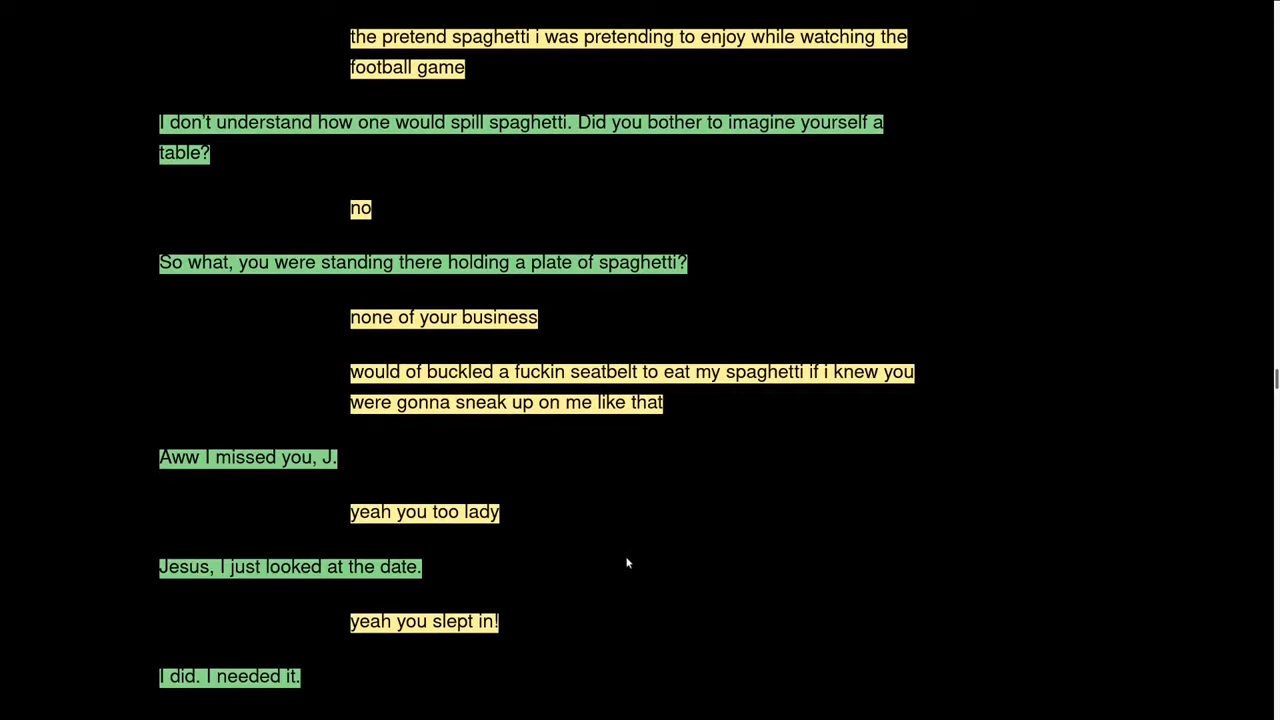 the pretend spaghetti i was pretending to enjoy while watching the
football game
I don't understand how one would spill spaghetti. Did you bother to imagine yourself a
table?
no
So what, you were standing there holding a plate of spaghetti?
none of your business
would of buckled a fuckin seatbelt to eat my spaghetti if i knew you
were gonna sneak up on me like that
Aww I missed you, J.
yeah you too lady
Jesus, I just looked at the date.
yeah you slept in!
I did. I needed it.